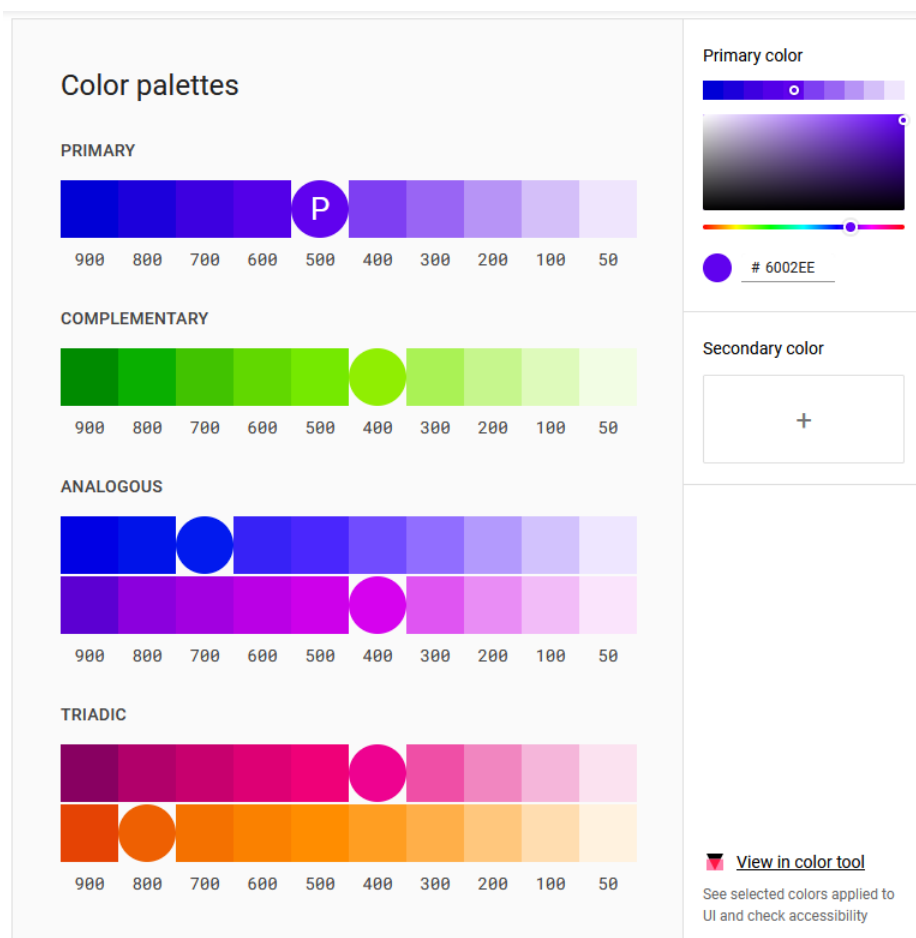 Color palettes
PRIMARY
P
900 800 700 600 500 400 300 200 100 50
COMPLEMENTARY
900 800 700 600 500 400 300 200 100 50
ANALOGOUS
900 800 700 600 500 400 300 200 100 50
TRIADIC
900 800 700 600 500 400 300 200 100 50
Primary color
# 6002EE
Secondary color
+
View in color tool
See selected colors applied to
UI and check accessibility